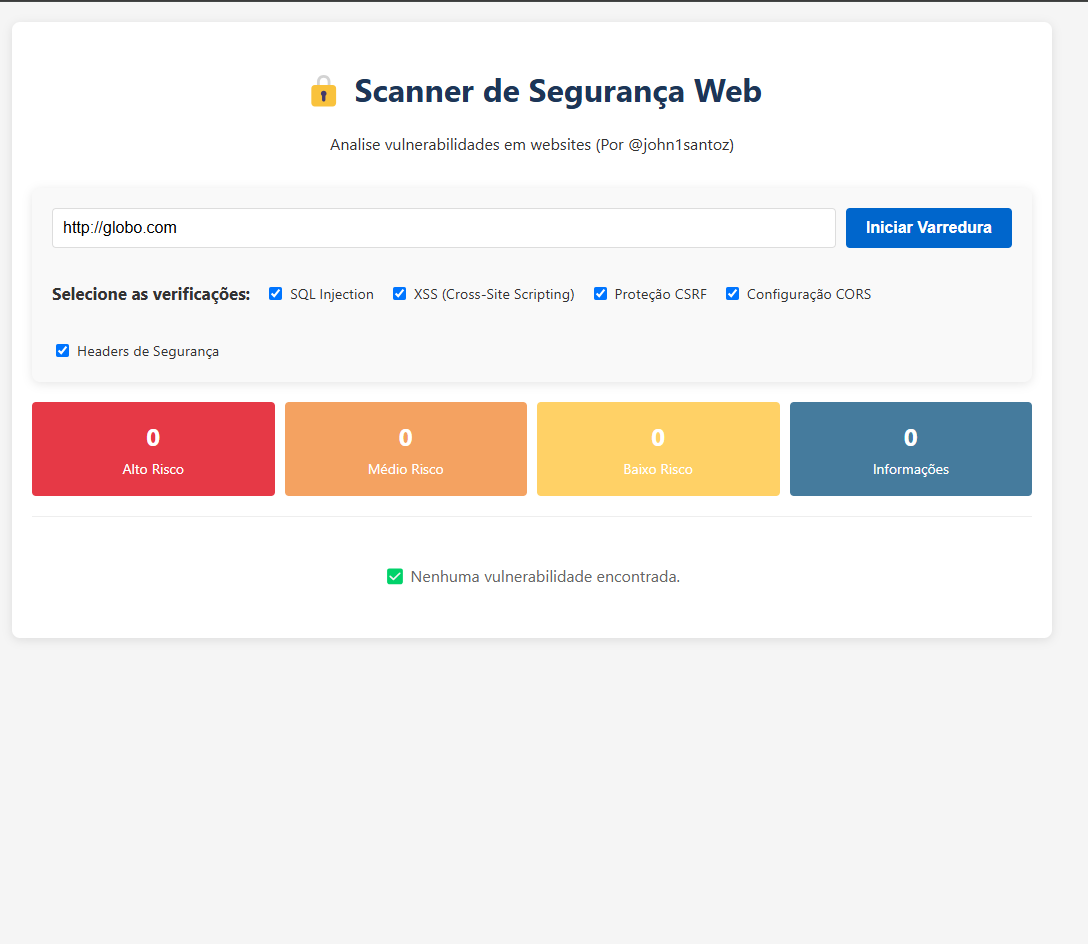 Scanner de Segurança Web
Analise vulnerabilidades em websites (Por @john1santoz)
http://globo.com
Iniciar Varredura
Selecione as verificações: SQL Injection XSS (Cross-Site Scripting) Proteção CSRF Configuração CORS
Headers de Segurança
0 0 0 0
Alto Risco Médio Risco Baixo Risco Informações
Nenhuma vulnerabilidade encontrada.